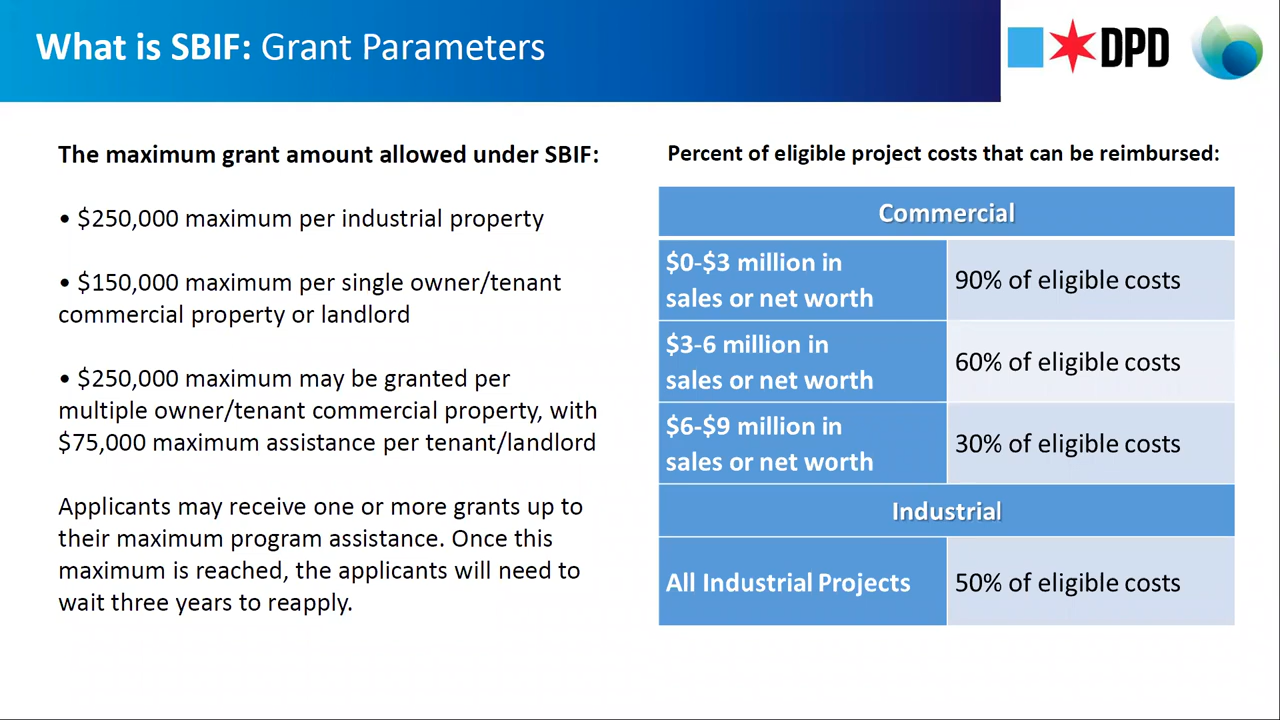 What is SBIF: Grant Parameters
DPD
The maximum grant amount allowed under SBIF:
• $250,000 maximum per industrial property
• $150,000 maximum per single owner/tenant
commercial property or landlord
• $250,000 maximum may be granted per
multiple owner/tenant commercial property, with
$75,000 maximum assistance per tenant/landlord
Applicants may receive one or more grants up to
their maximum program assistance. Once this
maximum is reached, the applicants will need to
wait three years to reapply.
Percent of eligible project costs that can be reimbursed:
Commercial
$0-$3 million in
sales or net worth
90% of eligible costs
$3-6 million in
sales or net worth
60% of eligible costs
$6-$9 million in
sales or net worth
30% of eligible costs
Industrial
All Industrial Projects
50% of eligible costs